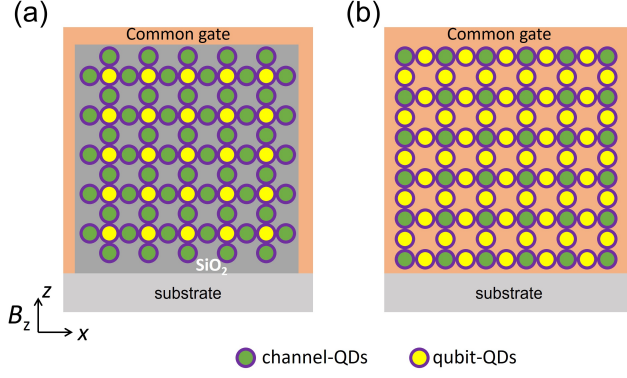 (a)
(b)
Common gate
Common gate
SiO2
substrate
substrate
z
Bz
x
channel-QDs
qubit-QDs